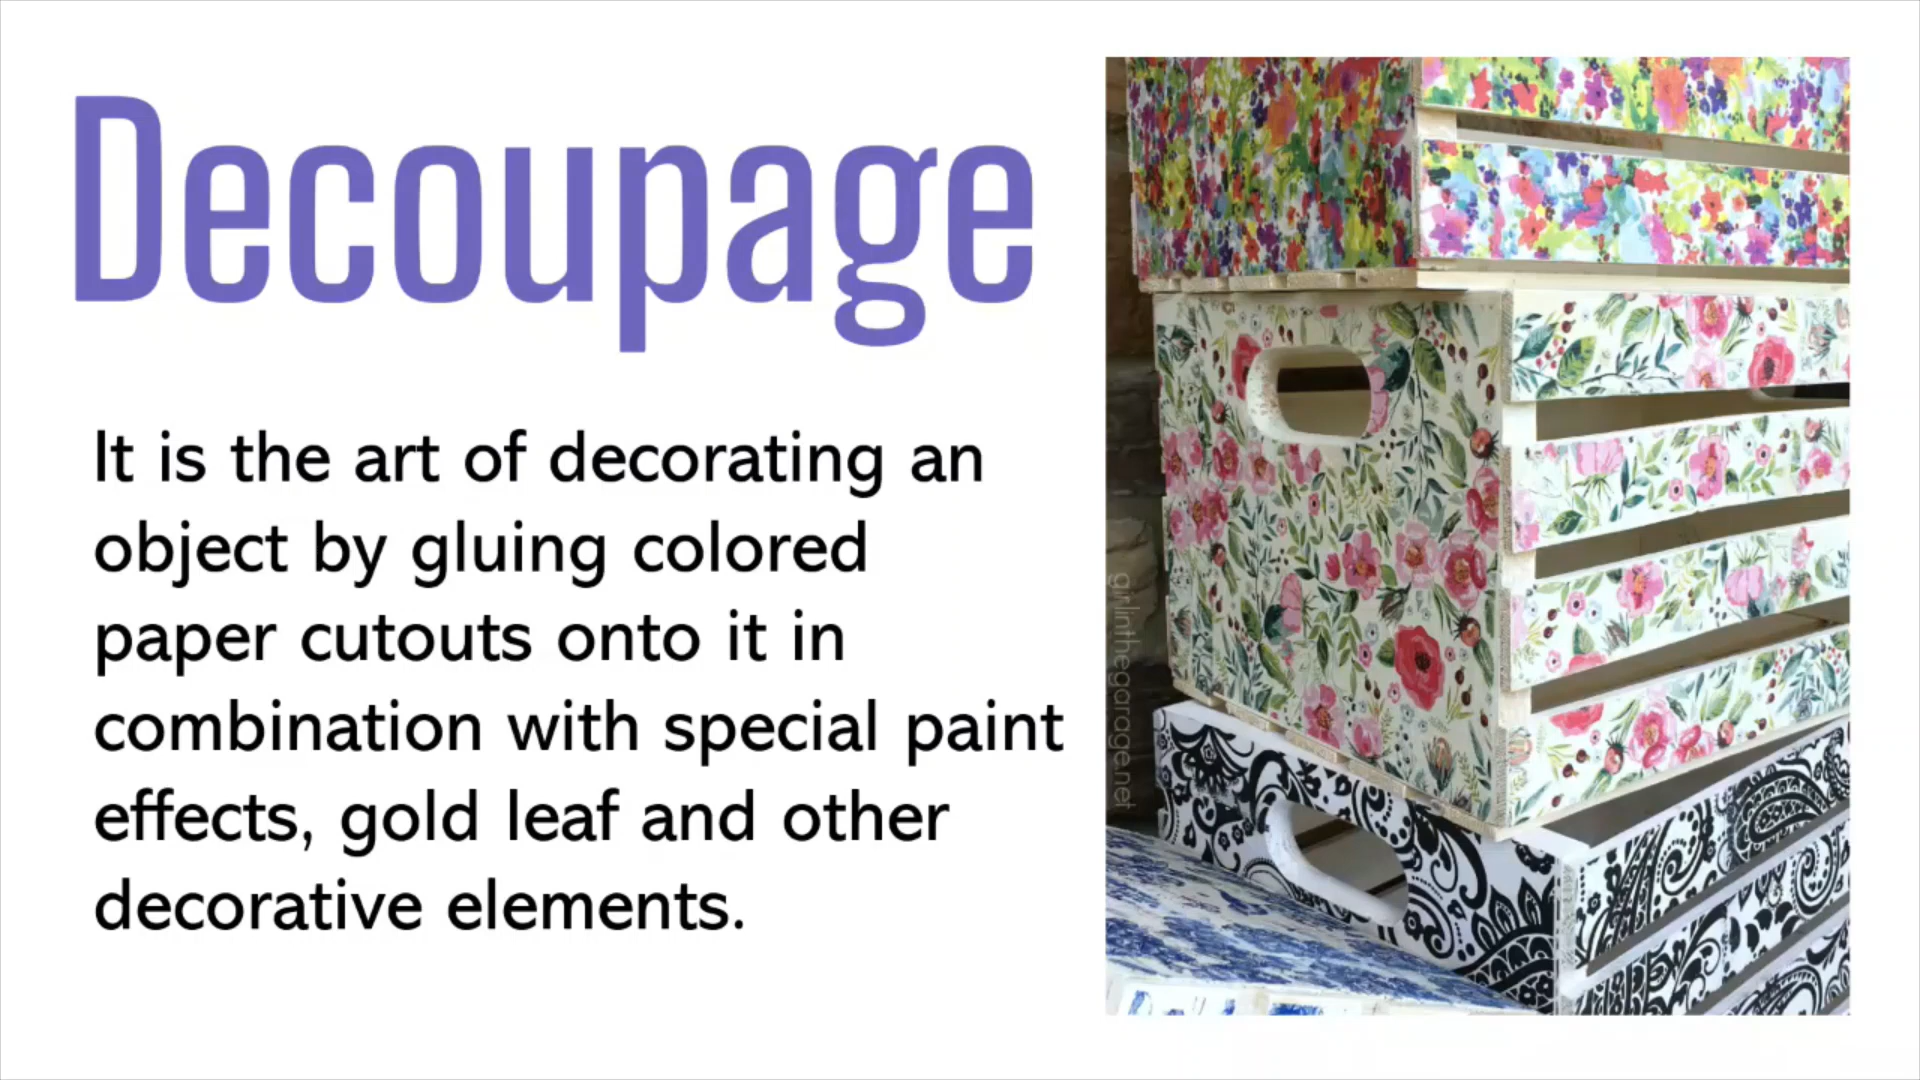 Decoupage
It is the art of decorating an
object by gluing colored
paper cutouts onto it in
combination with special paint
effects, gold leaf and other
decorative elements.
girlinthegarage.net